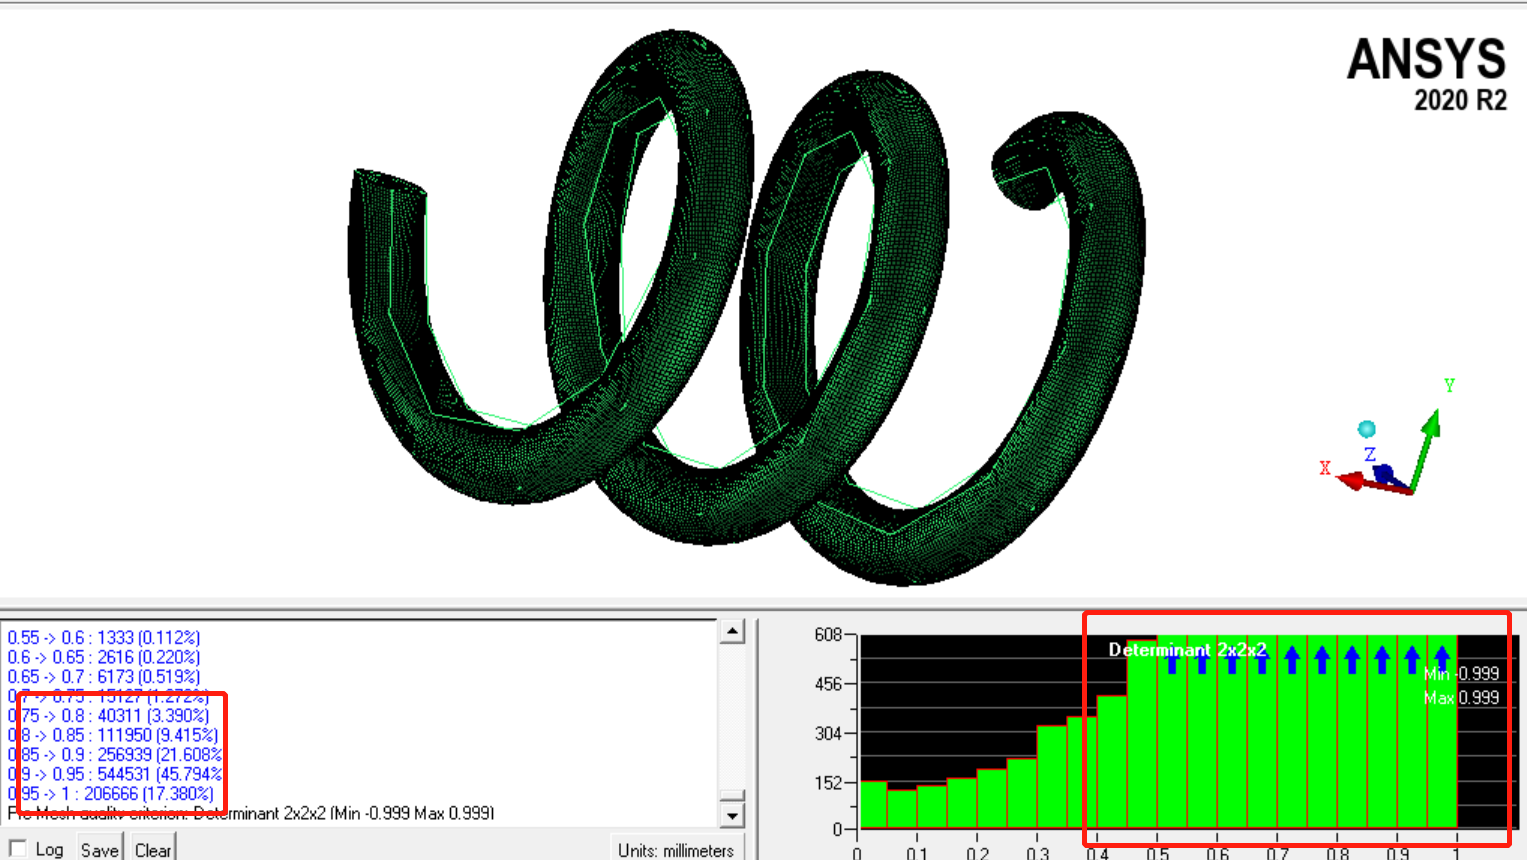 ANSYS
2020 R2
Y
Z
X
0.55 -> 0.6 : 1333 (0.112%)
0.6 -> 0.65 : 2616 (0.220%)
0.65 -> 0.7 : 6173 (0.519%)
0.7 -> 0.75 : 15127 (1.272%)
0.75 -> 0.8 : 40311 (3.390%)
0.8 -> 0.85 : 111950 (9.415%)
0.85 -> 0.9 : 256939 (21.608%
0.9 -> 0.95 : 544531 (45.794%
0.95 -> 1 : 206666 (17.380%)
Pre Mesh quality criterion: Determinant 2x2x2 (Min -0.999 Max 0.999)
Log Save Clear
Units: millimeters
608
456
304
152
0
Determinant 2x2x2
Min -0.999
Max 0.999
0 0.1 0.2 0.3 0.4 0.5 0.6 0.7 0.8 0.9 1